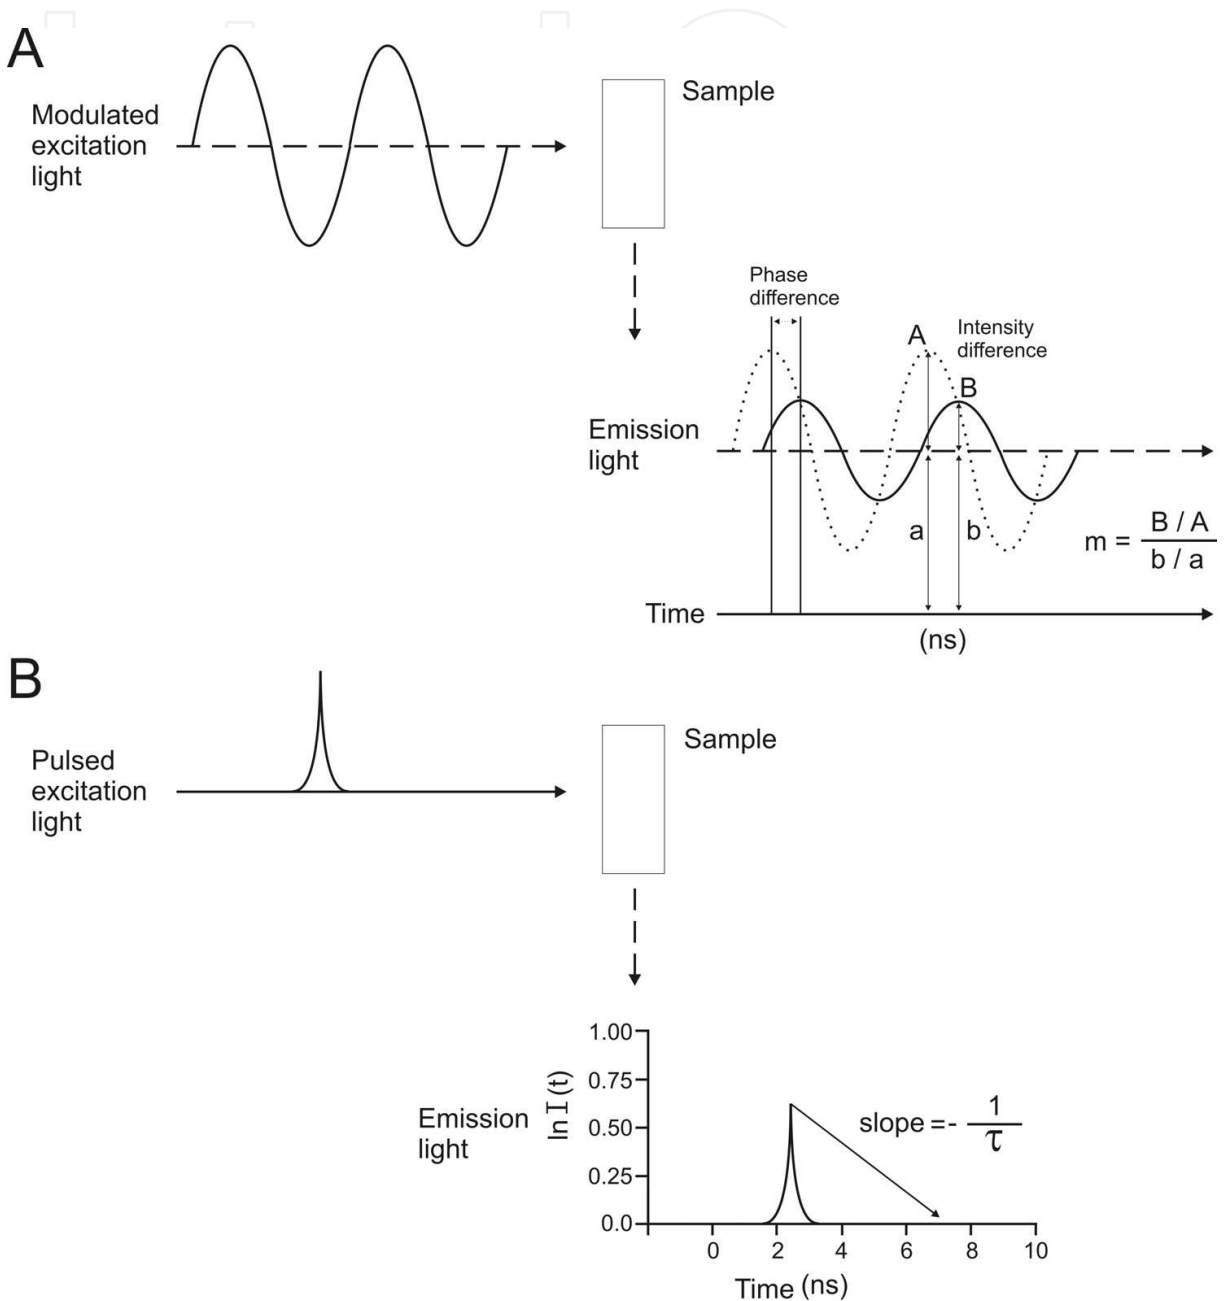 A
Modulated
excitation
light
Sample
Phase
difference
A
Intensity
difference
B
Emission
light
a
b
m = B / A
b / a
Time
(ns)
B
Pulsed
excitation
light
Sample
1.00
0.75
0.50
0.25
0.0
ln I (t)
Emission
light
slope = - 1
τ
0 2 4 6 8 10
Time (ns)